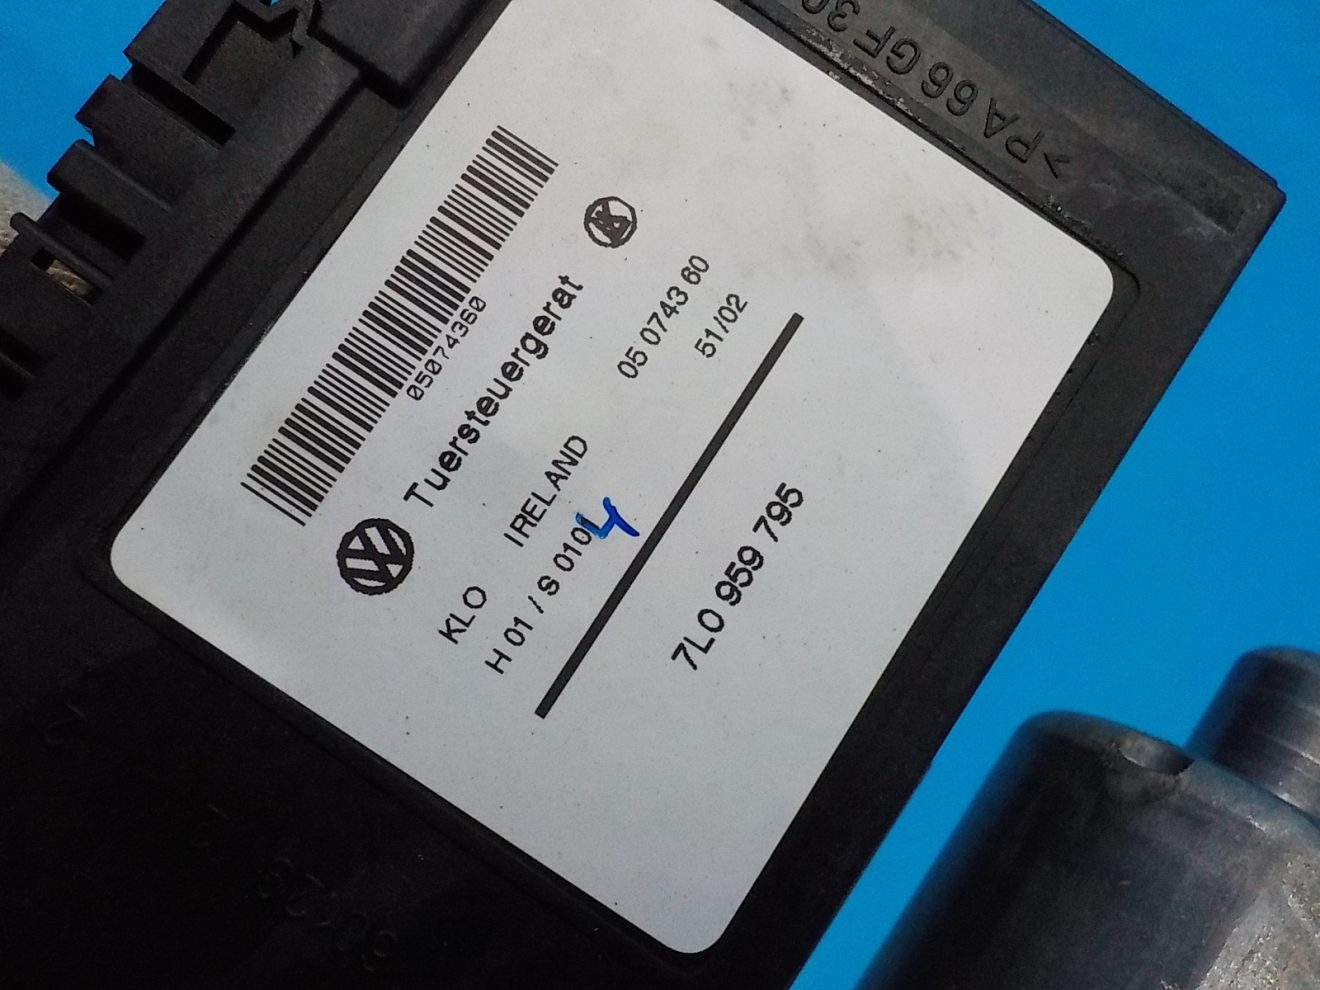 >PA 66 GF 30
05074360
Tuersteuergerat
KLO IRELAND 05 0743 60
H 01 / S 0104 51/02
7L0 959 795